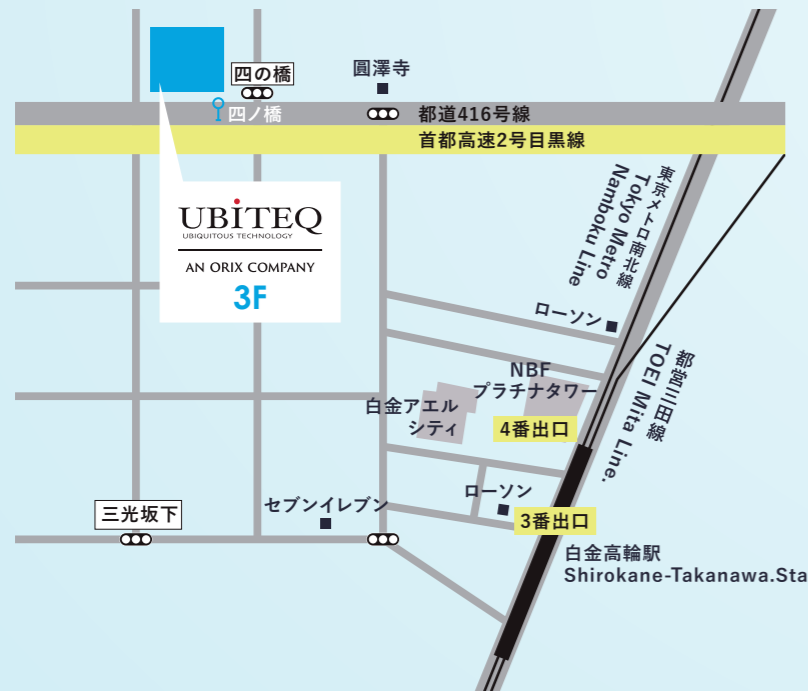 四の橋
圓澤寺
四ノ橋
都道416号線
首都高速2号目黒線
UBiTEQ
UBIQUITOUS TECHNOLOGY
AN ORIX COMPANY
3F
東京メトロ南北線
Tokyo Metro
Namboku Line
ローソン
都営三田線
TOEI Mita Line.
NBF
プラチナタワー
白金アエル
シティ
4番出口
セブンイレブン
ローソン
三光坂下
3番出口
白金高輪駅
Shirokane-Takanawa.Sta